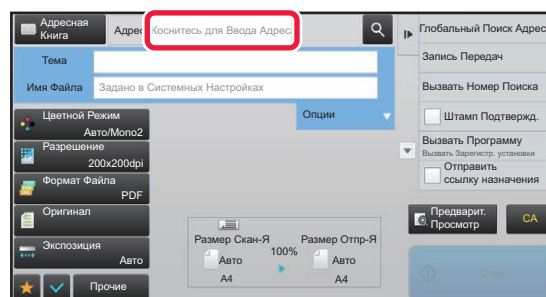 Адресная
Книга
Адрес
Коснитесь для Ввода Адреса
Глобальный Поиск Адрес
Тема
Запись Передач
Имя Файла
Задано в Системных Настройках
Вызвать Номер Поиска
Опции
Цветной Режим
Авто/Mono2
Штамп Подтвержд.
Разрешение
200x200dpi
Вызвать Программу
Вызвать Зарегистр. установки
Формат Файла
PDF
Отправить
ссылку назначения
Оригинал
Предварит.
Просмотр
CA
Экспозиция
Авто
Размер Скан-Я
Авто
A4
100%
Размер Отпр-Я
Авто
A4
Прочие
Старт